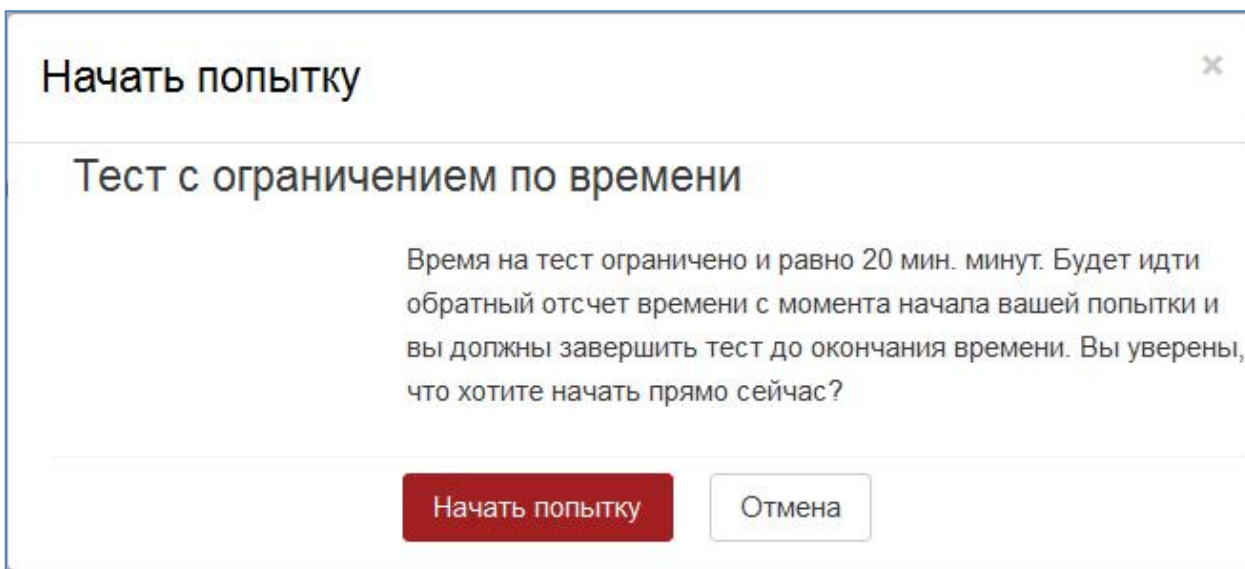 Начать попытку
×
Тест с ограничением по времени
Время на тест ограничено и равно 20 мин. минут. Будет идти
обратный отсчет времени с момента начала вашей попытки и
вы должны завершить тест до окончания времени. Вы уверены,
что хотите начать прямо сейчас?
Начать попытку
Отмена